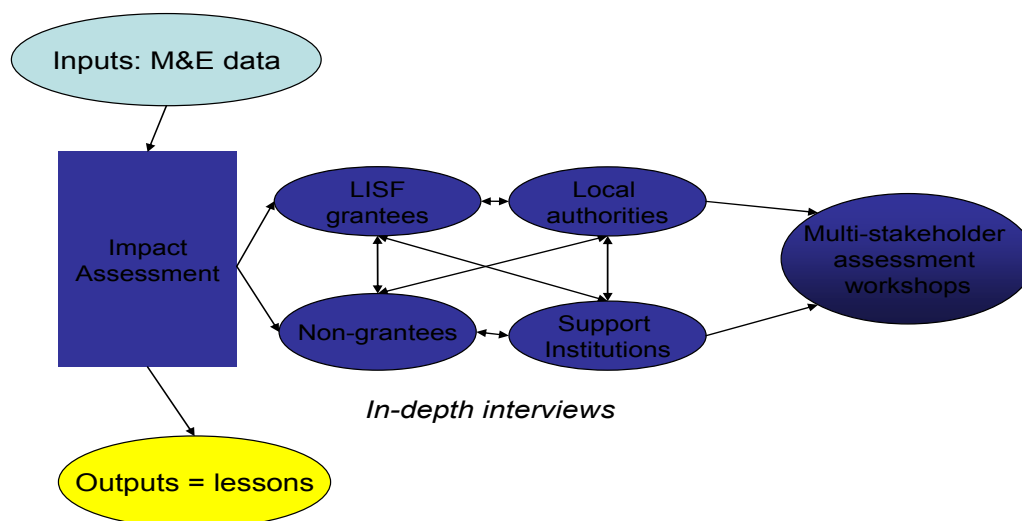 Inputs: M&E data
LISF
grantees
Local
authorities
Impact
Assessment
Multi-stakeholder
assessment
workshops
Non-grantees
Support
Institutions
In-depth interviews
Outputs = lessons